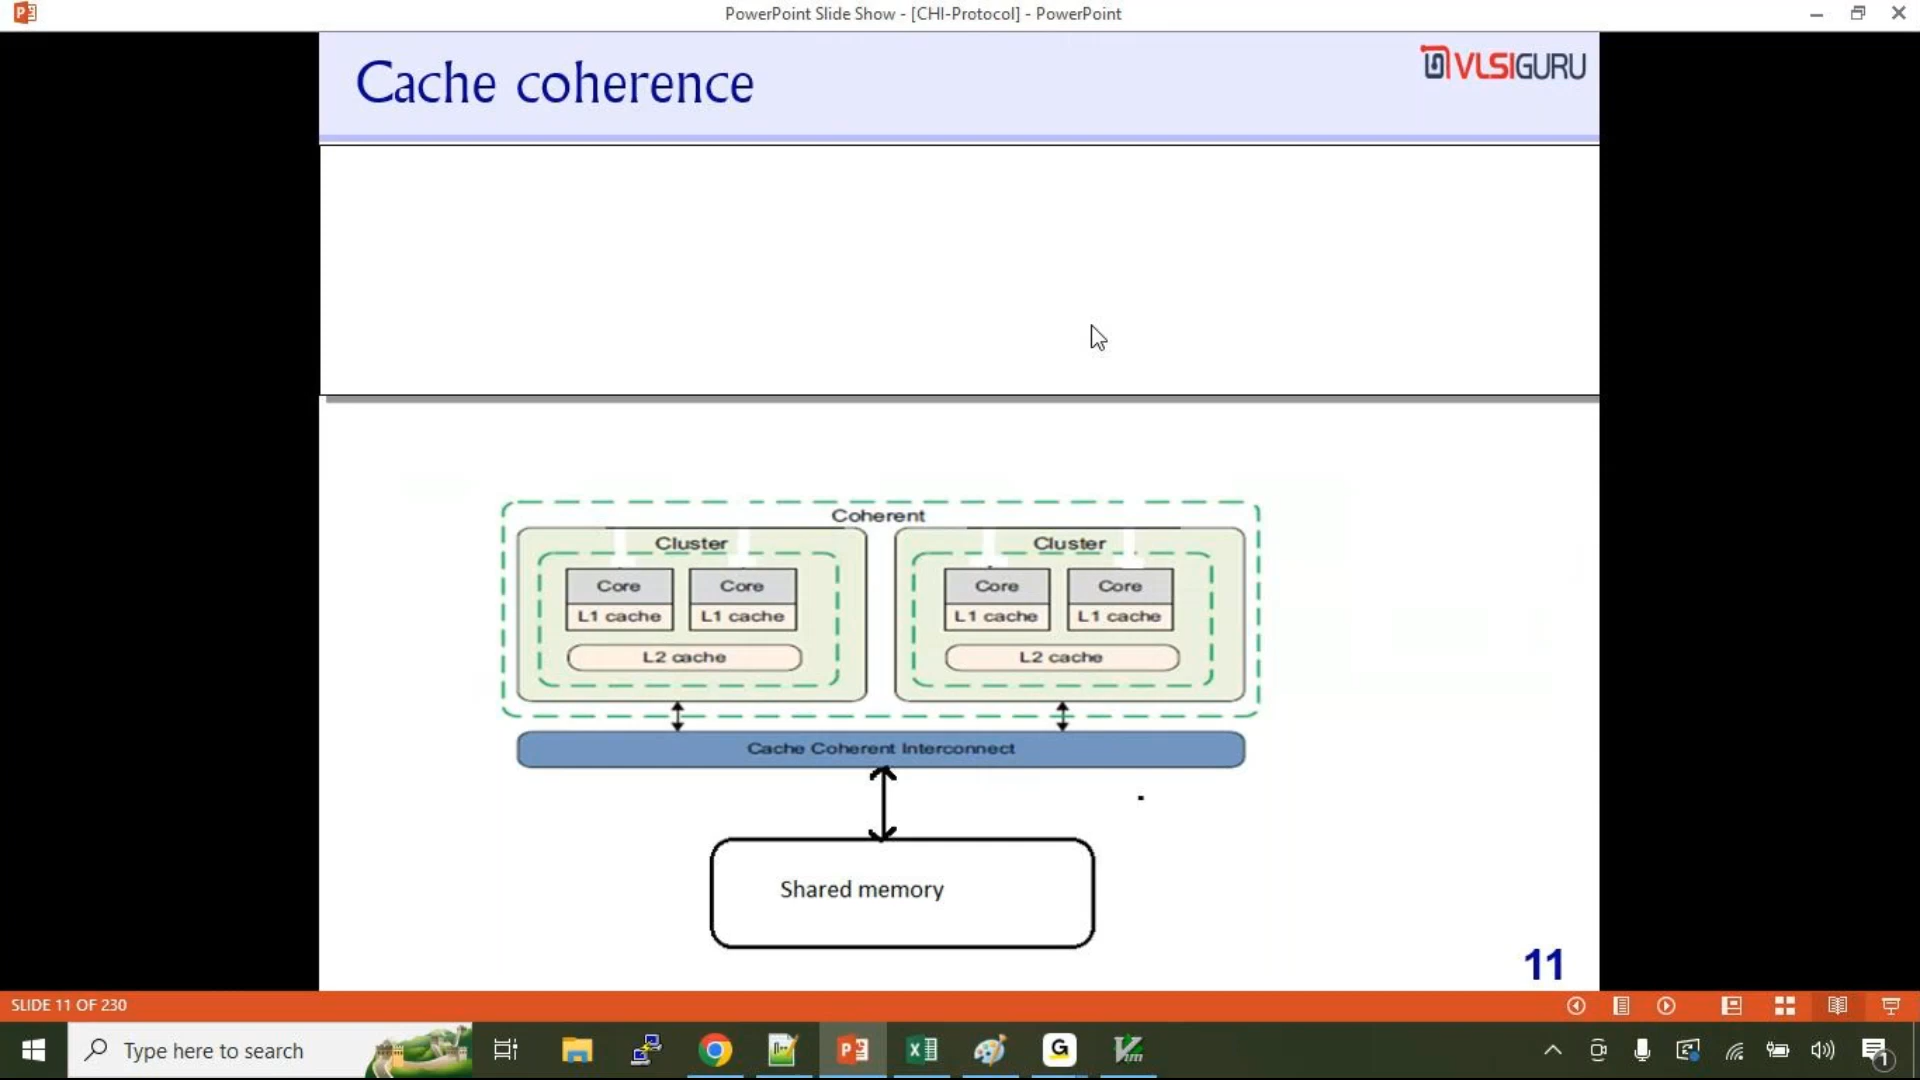 PowerPoint Slide Show - [CHI-Protocol] - PowerPoint
Cache coherence
VLSIGURU
Coherent
Cluster
Cluster
Core
Core
Core
Core
L1 cache
L1 cache
L1 cache
L1 cache
L2 cache
L2 cache
Cache Coherent Interconnect
Shared memory
11
SLIDE 11 OF 230
Type here to search
1